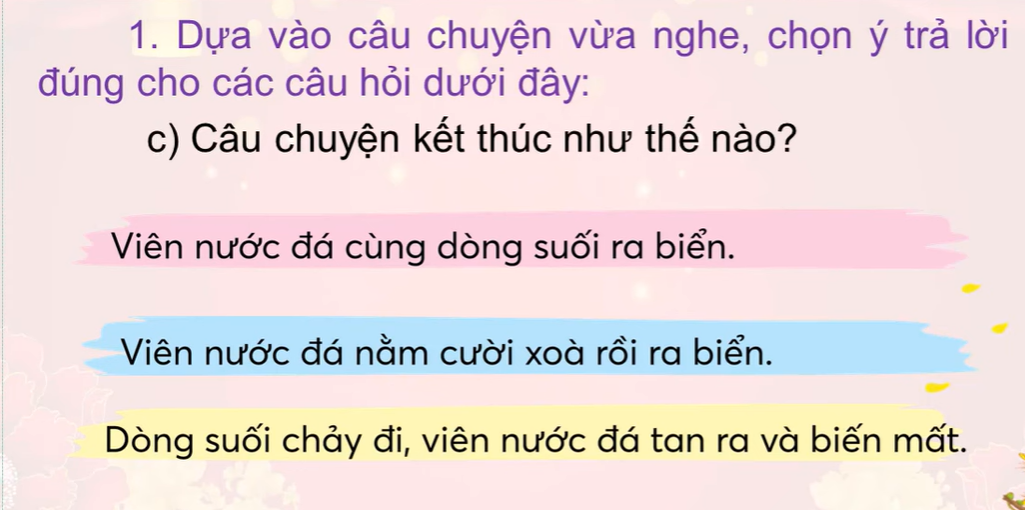 1. Dựa vào câu chuyện vừa nghe, chọn ý trả lời
đúng cho các câu hỏi dưới đây:
c) Câu chuyện kết thúc như thế nào?
Viên nước đá cùng dòng suối ra biển.
Viên nước đá nằm cười xoà rồi ra biển.
Dòng suối chảy đi, viên nước đá tan ra và biến mất.